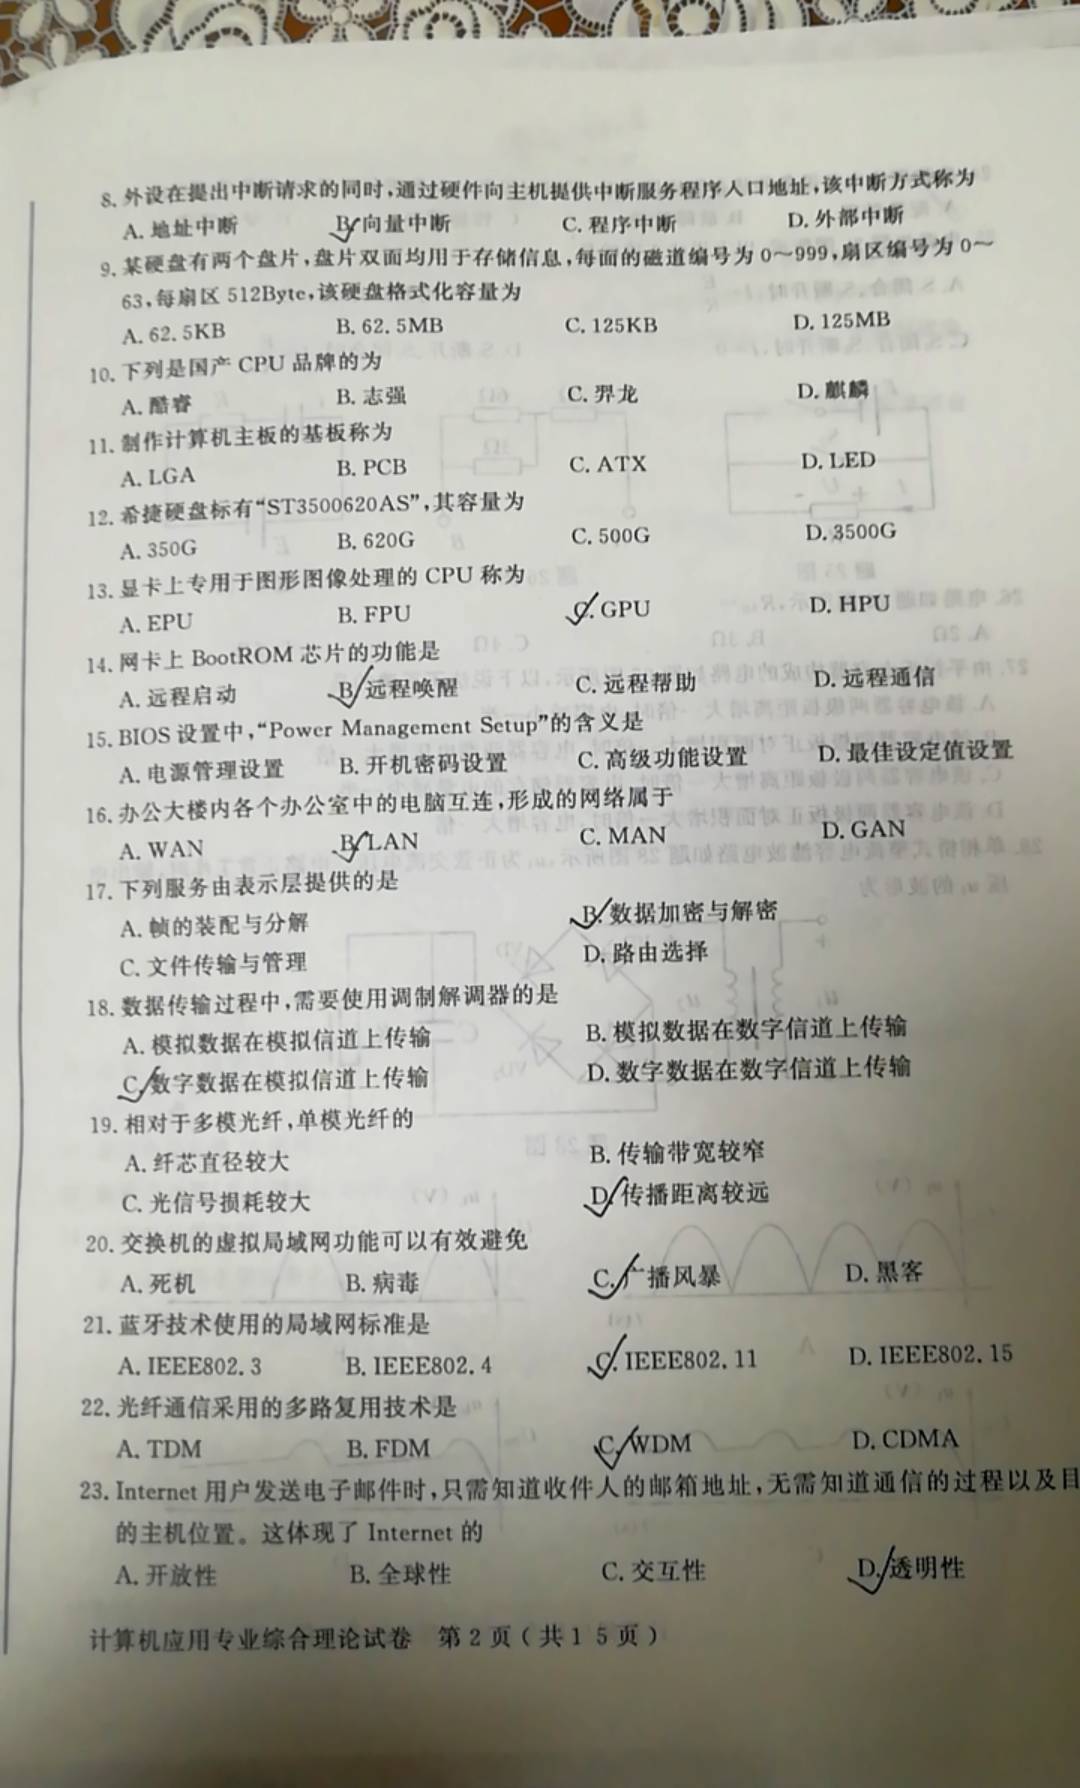 8. 外设在提出中断请求的同时,通过硬件向主机提供中断服务程序入口地址,该中断方式称为
A. 地址中断 B. 向量中断 C. 程序中断 D. 外部中断
9. 某硬盘有两个盘片,盘片双面均用于存储信息,每面的磁道编号为 0～999,扇区编号为 0～
63,每扇区 512Byte,该硬盘格式化容量为
A. 62.5KB B. 62.5MB C. 125KB D. 125MB
10. 下列是国产 CPU 品牌的为
A. 酷睿 B. 志强 C. 羿龙 D. 麒麟
11. 制作计算机主板的基板称为
A. LGA B. PCB C. ATX D. LED
12. 希捷硬盘标有“ST3500620AS”,其容量为
A. 350G B. 620G C. 500G D. 3500G
13. 显卡上专用于图形图像处理的 CPU 称为
A. EPU B. FPU C. GPU D. HPU
14. 网卡上 BootROM 芯片的功能是
A. 远程启动 B. 远程唤醒 C. 远程帮助 D. 远程通信
15. BIOS 设置中,“Power Management Setup”的含义是
A. 电源管理设置 B. 开机密码设置 C. 高级功能设置 D. 最佳设定值设置
16. 办公大楼内各个办公室中的电脑互连,形成的网络属于
A. WAN B. LAN C. MAN D. GAN
17. 下列服务由表示层提供的是
A. 帧的装配与分解 B. 数据加密与解密
C. 文件传输与管理 D. 路由选择
18. 数据传输过程中,需要使用调制解调器的是
A. 模拟数据在模拟信道上传输 B. 模拟数据在数字信道上传输
C. 数字数据在模拟信道上传输 D. 数字数据在数字信道上传输
19. 相对于多模光纤,单模光纤的
A. 纤芯直径较大 B. 传输带宽较窄
C. 光信号损耗较大 D. 传播距离较远
20. 交换机的虚拟局域网功能可以有效避免
A. 死机 B. 病毒 C. 广播风暴 D. 黑客
21. 蓝牙技术使用的局域网标准是
A. IEEE802.3 B. IEEE802.4 C. IEEE802.11 D. IEEE802.15
22. 光纤通信采用的多路复用技术是
A. TDM B. FDM C. WDM D. CDMA
23. Internet 用户发送电子邮件时,只需知道收件人的邮箱地址,无需知道通信的过程以及目
的主机位置。这体现了 Internet 的
A. 开放性 B. 全球性 C. 交互性 D. 透明性
计算机应用专业综合理论试卷 第 2 页 ( 共 1 5 页 )